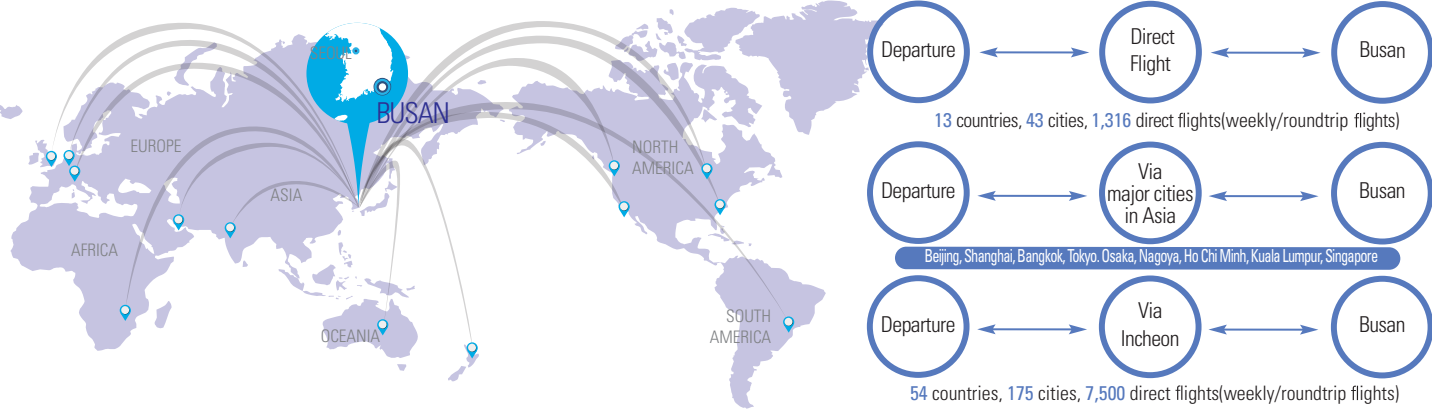 SEOUL
BUSAN
EUROPE
ASIA
AFRICA
OCEANIA
NORTH
AMERICA
SOUTH
AMERICA
Departure
Direct
Flight
Busan
13 countries, 43 cities, 1,316 direct flights(weekly/roundtrip flights)
Departure
Via
major cities
in Asia
Busan
Beijing, Shanghai, Bangkok, Tokyo. Osaka, Nagoya, Ho Chi Minh, Kuala Lumpur, Singapore
Departure
Via
Incheon
Busan
54 countries, 175 cities, 7,500 direct flights(weekly/roundtrip flights)